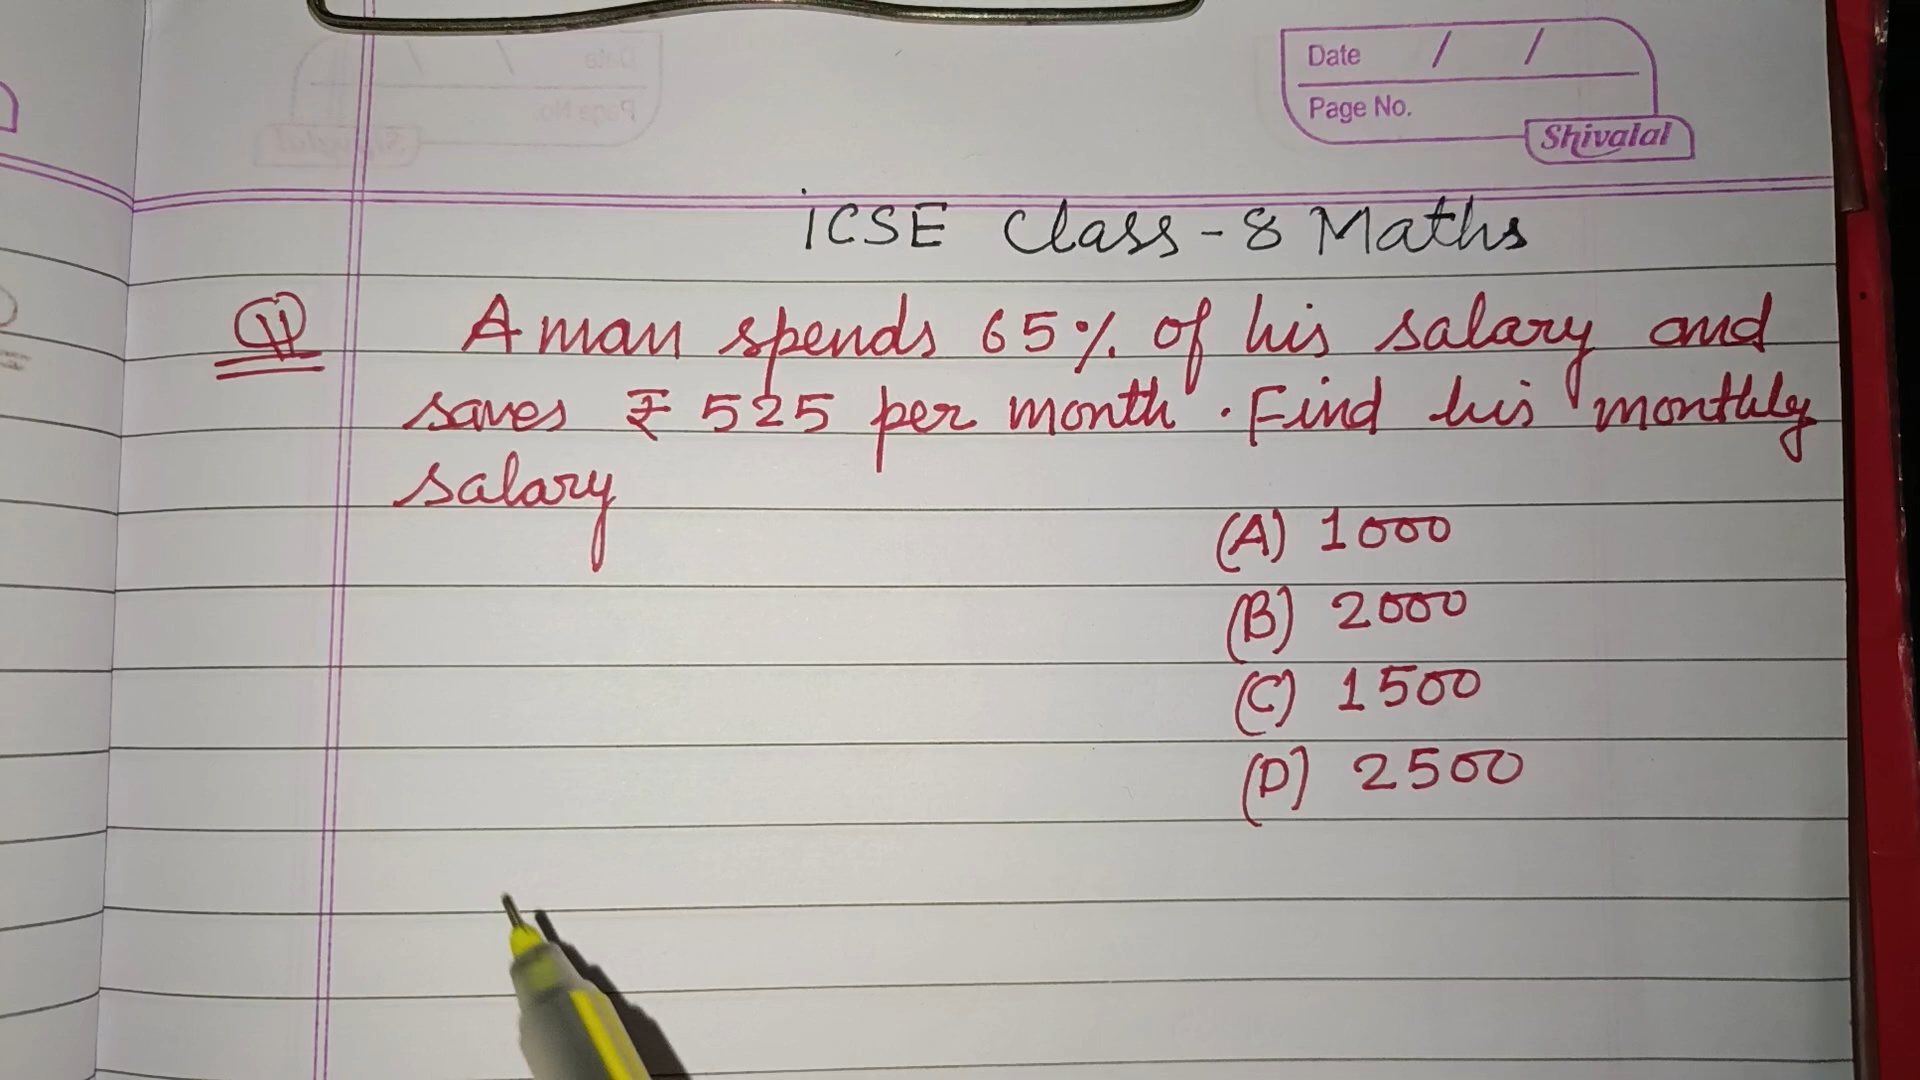 Date / /
Page No.
Shivalal
ICSE Class - 8 Maths
Q A man spends 65% of his salary and
saves ₹ 525 per month. Find his monthly
salary
(A) 1000
(B) 2000
(C) 1500
(D) 2500